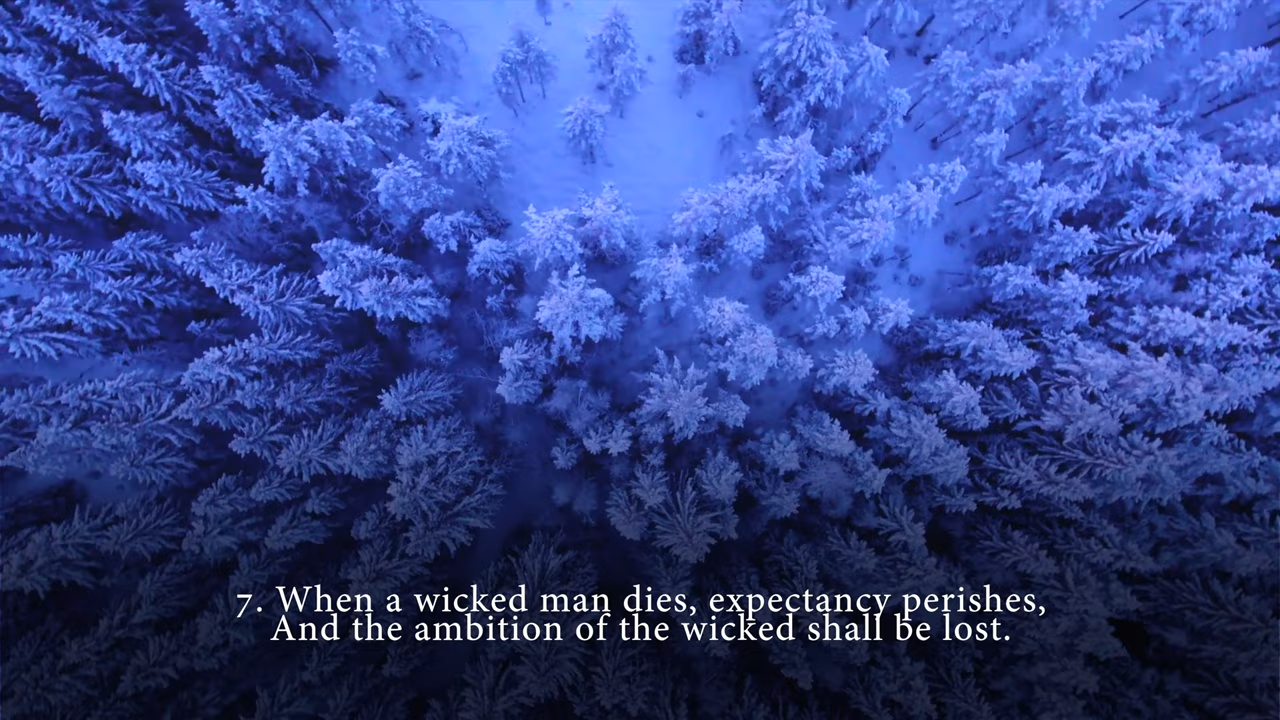 7. When a wicked man dies, expectancy perishes,
And the ambition of the wicked shall be lost.